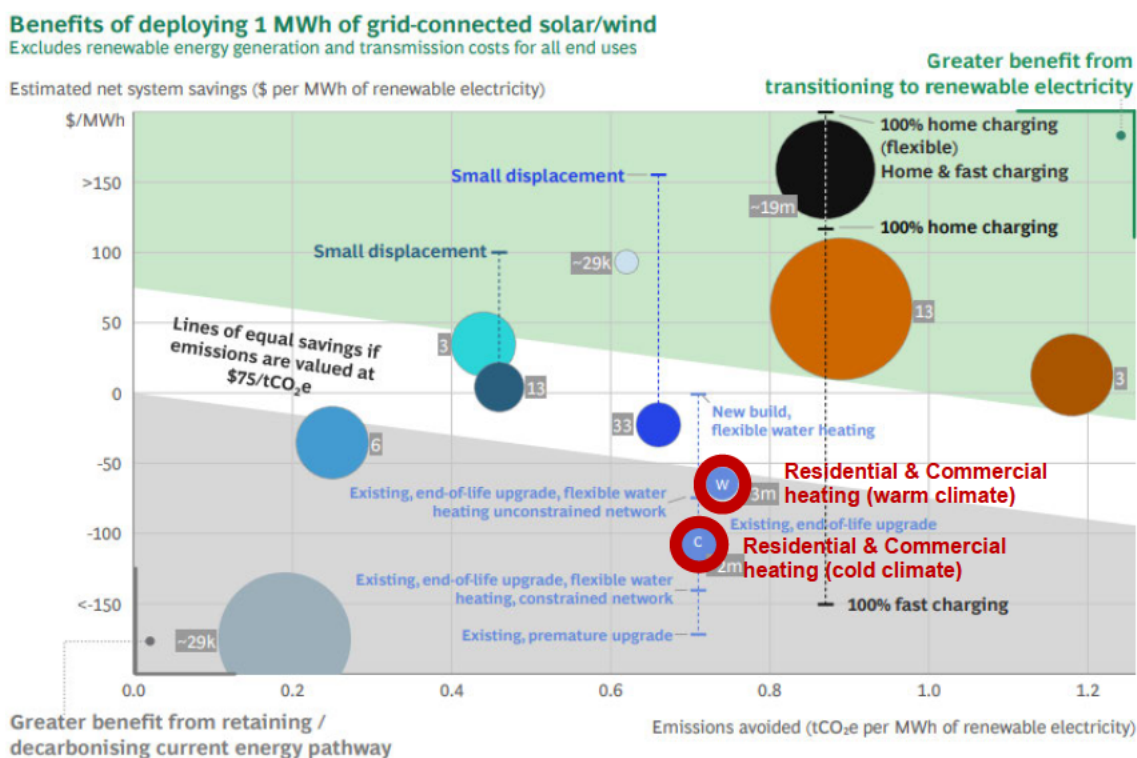 Benefits of deploying 1 MWh of grid-connected solar/wind
Excludes renewable energy generation and transmission costs for all end uses
Greater benefit from
transitioning to renewable electricity
Estimated net system savings ($ per MWh of renewable electricity)
$/MWh
>150
100
50
0
-50
-100
<-150
100% home charging
(flexible)
Home & fast charging
~19m
100% home charging
Small displacement
Small displacement
~29k
13
3
Lines of equal savings if
emissions are valued at
$75/tCO₂e
3
13
33
6
New build,
flexible water heating
Residential & Commercial
heating (warm climate)
W
3m
Existing, end-of-life upgrade, flexible water
heating unconstrained network
Existing, end-of-life upgrade
C
Residential & Commercial
heating (cold climate)
2m
Existing, end-of-life upgrade, flexible water
heating, constrained network
100% fast charging
Existing, premature upgrade
~29k
0.0
0.2
0.4
0.6
0.8
1.0
1.2
Greater benefit from retaining /
decarbonising current energy pathway
Emissions avoided (tCO₂e per MWh of renewable electricity)